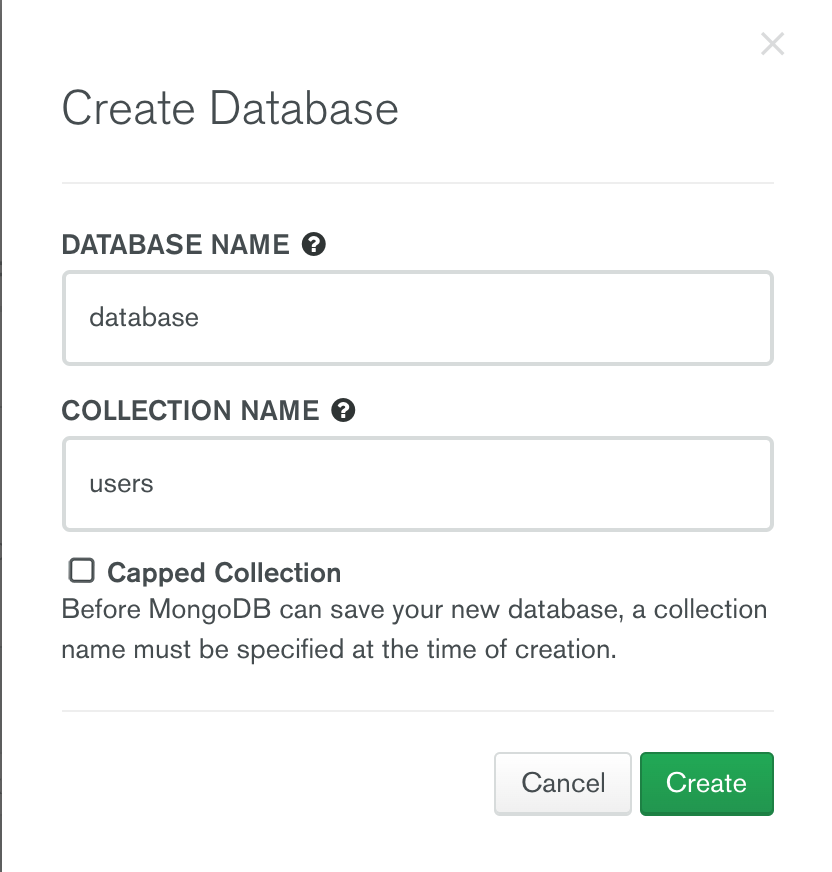 Create Database
DATABASE NAME ?
database
COLLECTION NAME ?
users
Capped Collection
Before MongoDB can save your new database, a collection
name must be specified at the time of creation.
Cancel Create